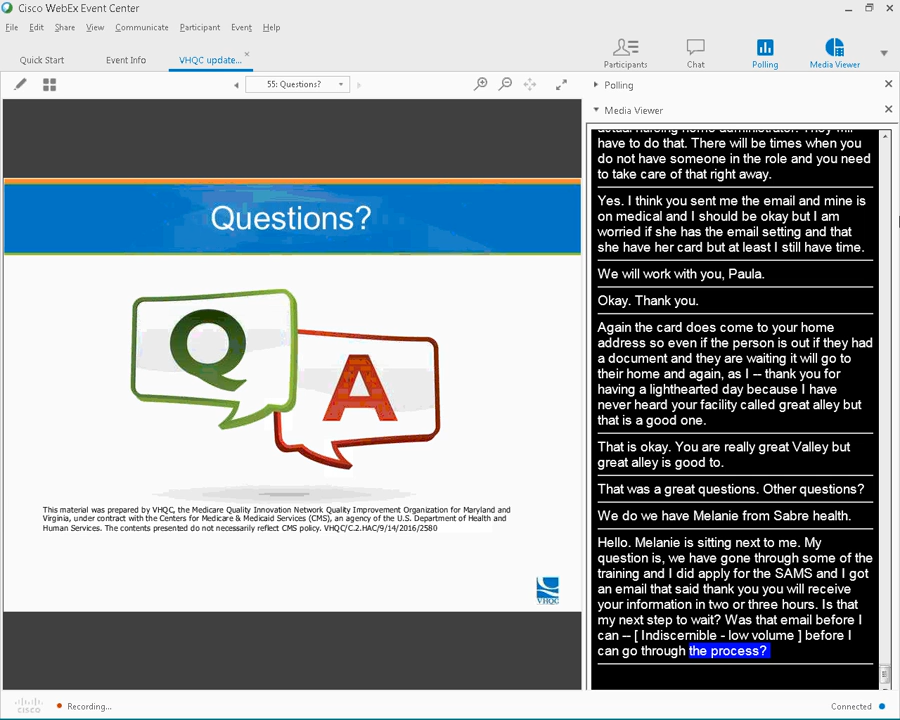 Cisco WebEx Event Center
File Edit Share View Communicate Participant Event Help
Quick Start Event Info VHQC update...
Participants Chat Polling Media Viewer
55: Questions?
Polling
Media Viewer
Questions?
Q
A
This material was prepared by VHQC, the Medicare Quality Innovation Network Quality Improvement Organization for Maryland and
Virginia, under contract with the Centers for Medicare & Medicaid Services (CMS), an agency of the U.S. Department of Health and
Human Services. The contents presented do not necessarily reflect CMS policy. VHQC/C.2.HAC/9/14/2016/2580
VHQC
actual nursing home administrator. They will
have to do that. There will be times when you
do not have someone in the role and you need
to take care of that right away.
Yes. I think you sent me the email and mine is
on medical and I should be okay but I am
worried if she has the email setting and that
she have her card but at least I still have time.
We will work with you, Paula.
Okay. Thank you.
Again the card does come to your home
address so even if the person is out if they had
a document and they are waiting it will go to
their home and again, as I -- thank you for
having a lighthearted day because I have
never heard your facility called great alley but
that is a good one.
That is okay. You are really great Valley but
great alley is good to.
That was a great questions. Other questions?
We do we have Melanie from Sabre health.
Hello. Melanie is sitting next to me. My
question is, we have gone through some of the
training and I did apply for the SAMS and I got
an email that said thank you you will receive
your information in two or three hours. Is that
my next step to wait? Was that email before I
can -- [ Indiscernible - low volume ] before I
can go through the process?
cisco
Recording...
Connected